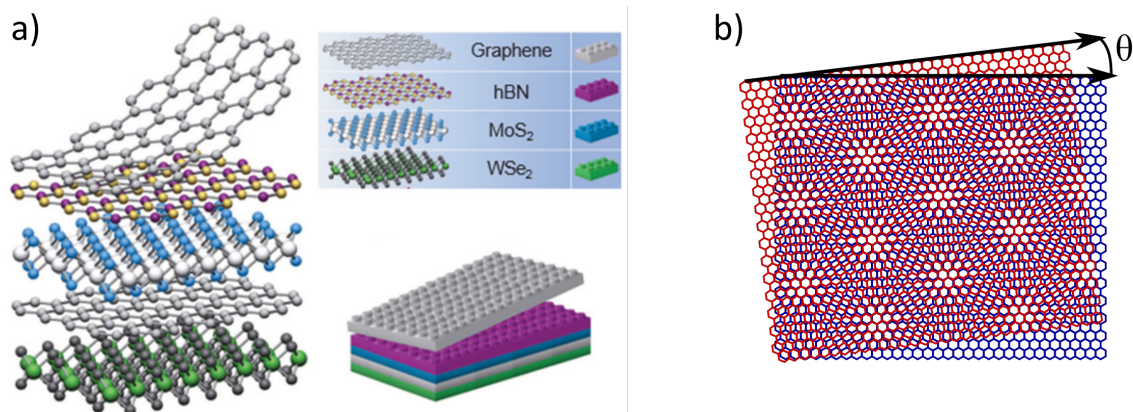 a)
Graphene
hBN
MoS₂
WSe₂
b)
θ